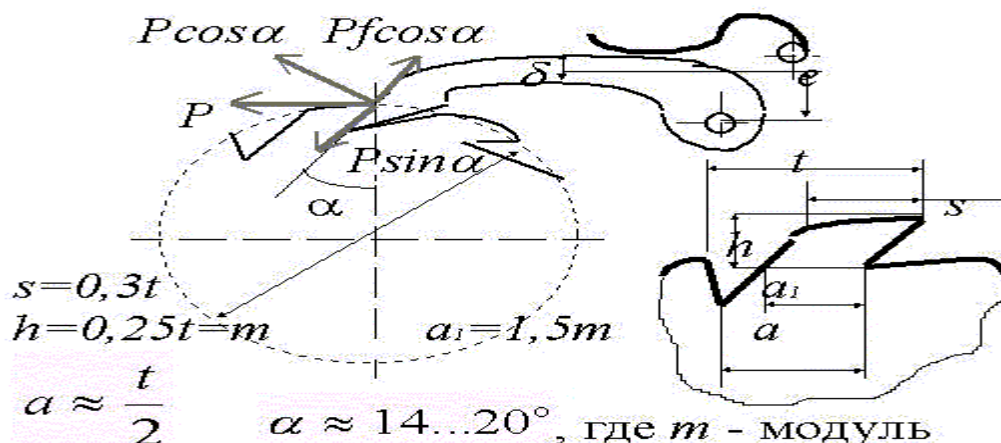 Pcosα Pfcosα
δ
e
P
Psinα
t
α
s
h
s=0,3t
a₁
h=0,25t=m
a₁=1,5m
a
a ≈ t/2
α ≈ 14...20°, где m - модуль